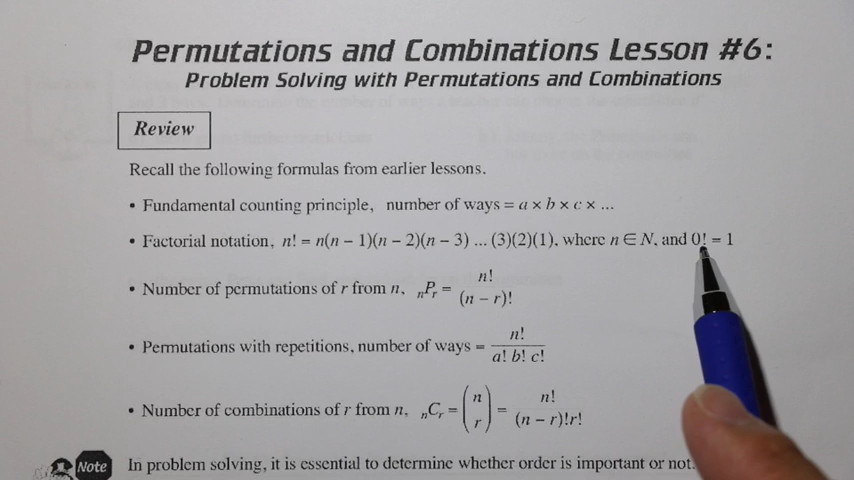 Permutations and Combinations Lesson #6:
Problem Solving with Permutations and Combinations
Review
Recall the following formulas from earlier lessons.
• Fundamental counting principle, number of ways = a × b × c × ...
• Factorial notation, n! = n(n − 1)(n − 2)(n − 3) ... (3)(2)(1), where n ∈ N, and 0! = 1
• Number of permutations of r from n, ₙPᵣ = n! / (n − r)!
• Permutations with repetitions, number of ways = n! / a! b! c!
• Number of combinations of r from n, ₙCᵣ = (n r) = n! / (n − r)!r!
Note In problem solving, it is essential to determine whether order is important or not.